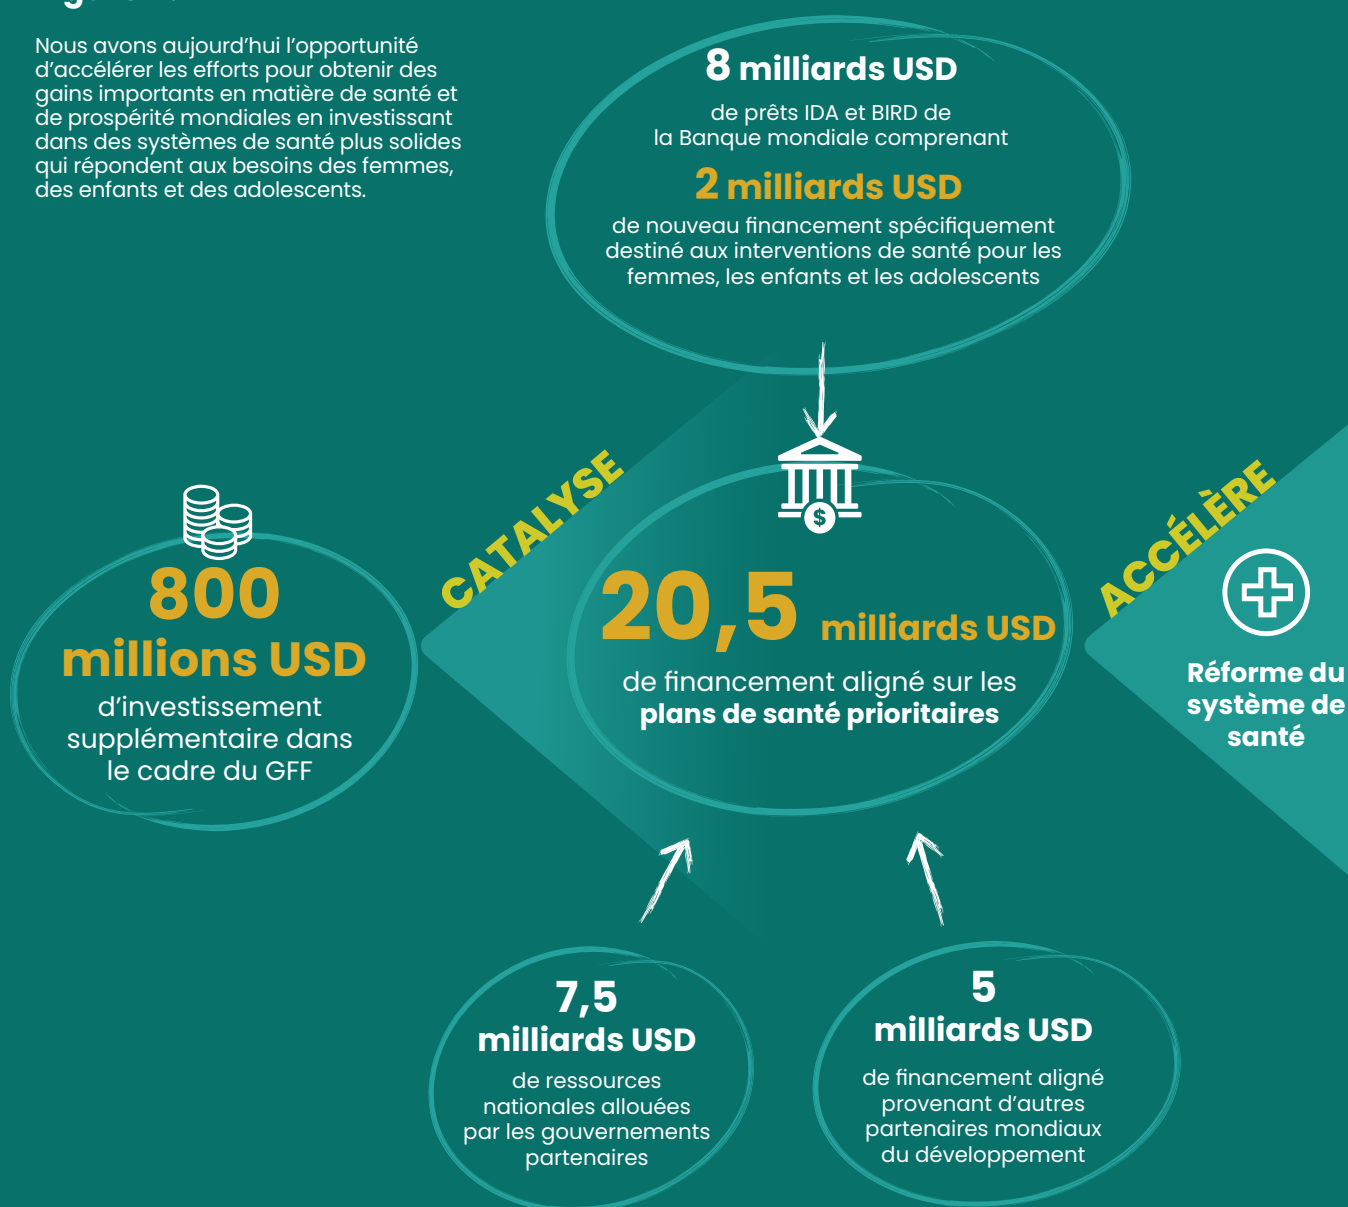 Nous avons aujourd’hui l’opportunité
d’accélérer les efforts pour obtenir des
gains importants en matière de santé et
de prospérité mondiales en investissant
dans des systèmes de santé plus solides
qui répondent aux besoins des femmes,
des enfants et des adolescents.
8 milliards USD
de prêts IDA et BIRD de
la Banque mondiale comprenant
2 milliards USD
de nouveau financement spécifiquement
destiné aux interventions de santé pour les
femmes, les enfants et les adolescents
800
millions USD
d’investissement
supplémentaire dans
le cadre du GFF
CATALYSE
$
20,5 milliards USD
de financement aligné sur les
plans de santé prioritaires
ACCÉLÈRE
Réforme du
système de
santé
7,5
milliards USD
de ressources
nationales allouées
par les gouvernements
partenaires
5
milliards USD
de financement aligné
provenant d’autres
partenaires mondiaux
du développement